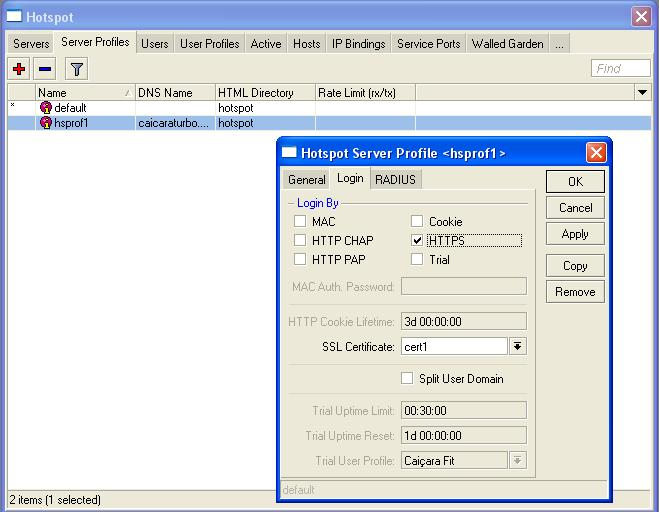 Hotspot
Servers Server Profiles Users User Profiles Active Hosts IP Bindings Service Ports Walled Garden ...
Find
Name DNS Name HTML Directory Rate Limit (rx/tx)
* default hotspot
hsprof1 caicaraturbo.... hotspot
Hotspot Server Profile <hsprof1>
General Login RADIUS
OK
Cancel
Apply
Copy
Remove
Login By
MAC Cookie
HTTP CHAP HTTPS
HTTP PAP Trial
MAC Auth. Password:
HTTP Cookie Lifetime: 3d 00:00:00
SSL Certificate: cert1
Split User Domain
Trial Uptime Limit: 00:30:00
Trial Uptime Reset: 1d 00:00:00
Trial User Profile: Caiçara Fit
default
2 items (1 selected)